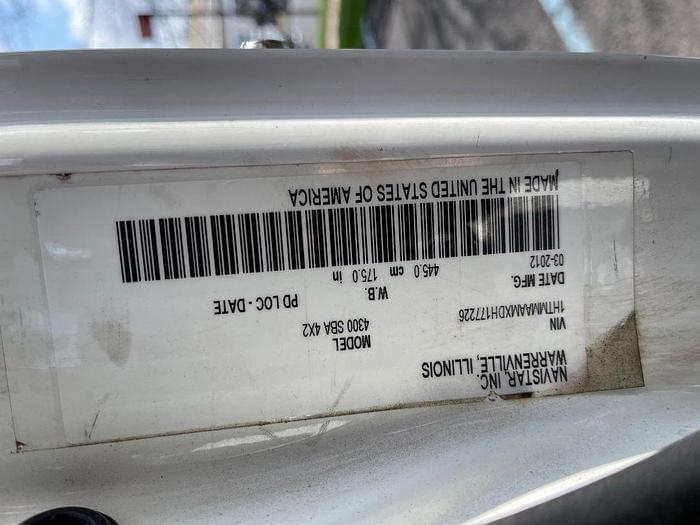 NAVISTAR, INC.
WARRENVILLE, ILLINOIS
VIN MODEL
1HTMMAAMXDH177226 4300 SBA 4X2
DATE MFG. W.B. PD LOC - DATE
03-2012 445.0 cm 175.0 in
MADE IN THE UNITED STATES OF AMERICA